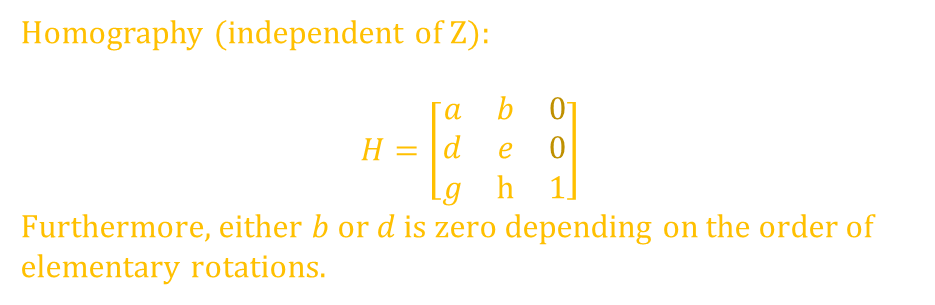 Homography (independent of Z):
a b 0
H = d e 0
g h 1
Furthermore, either b or d is zero depending on the order of
elementary rotations.